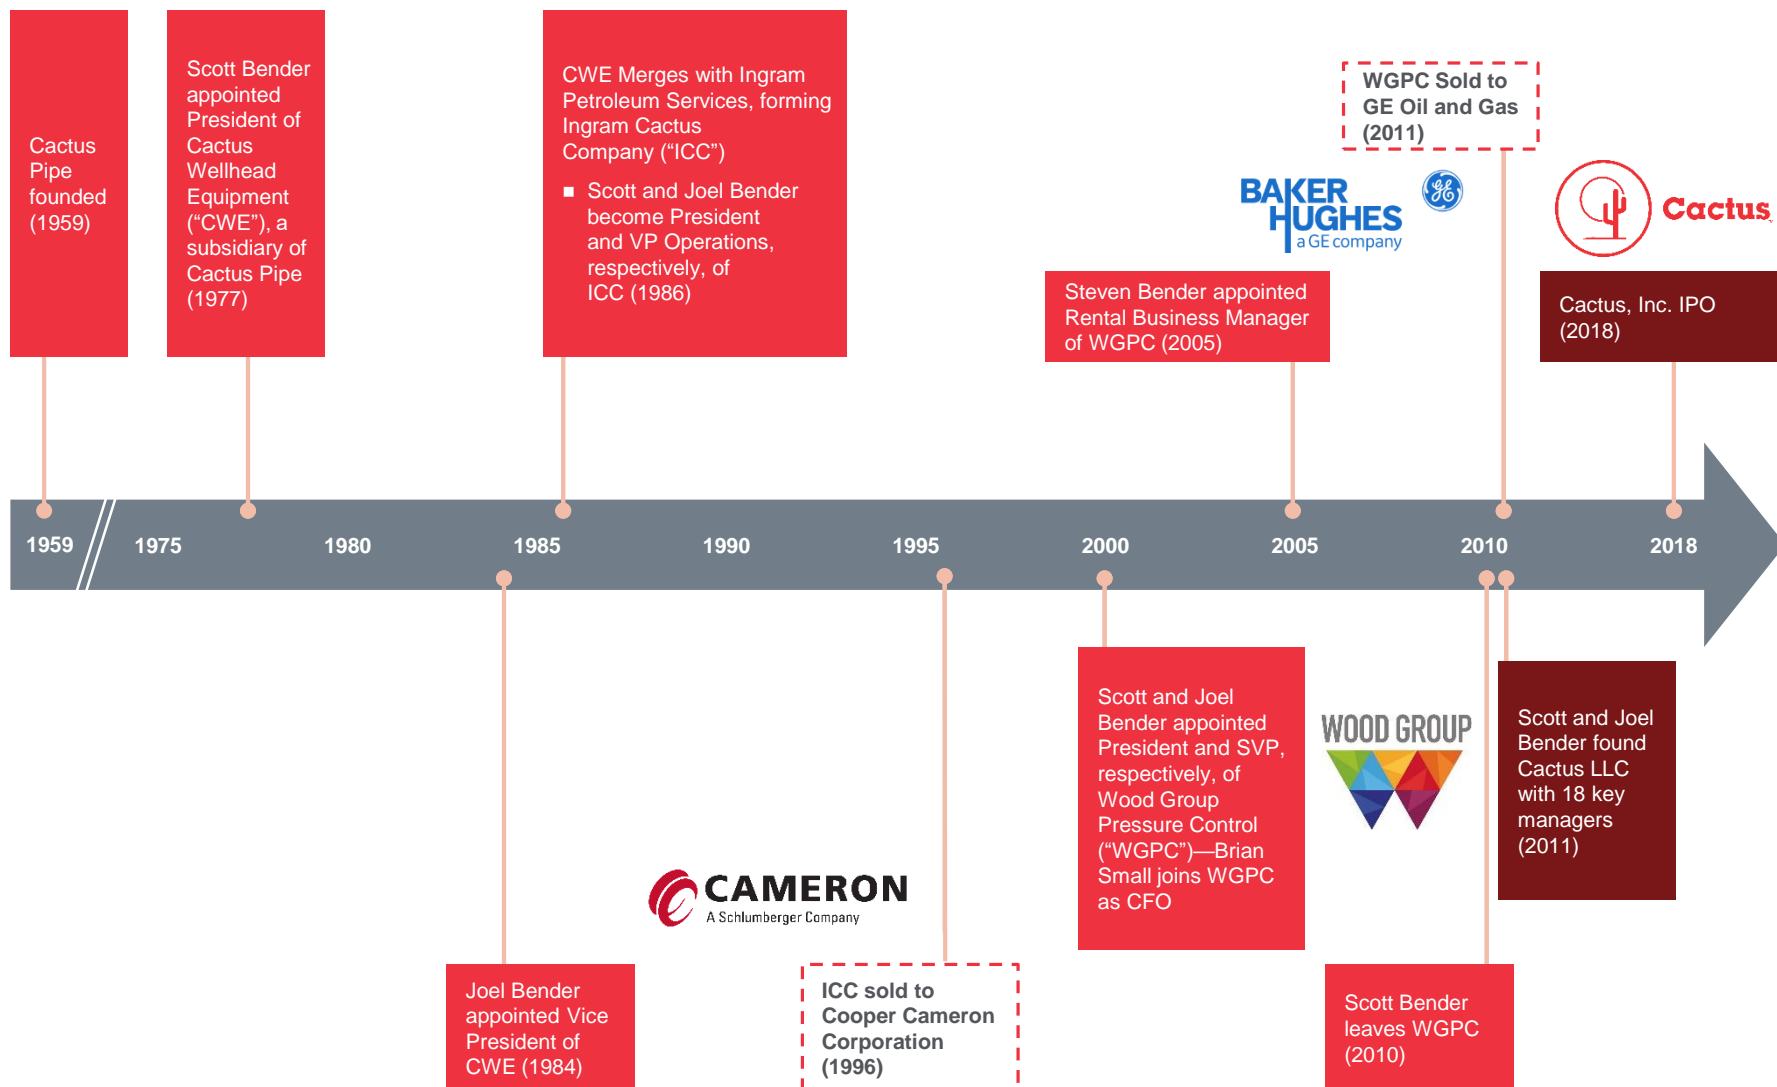 Cactus
Pipe
founded
(1959)
Scott Bender
appointed
President of
Cactus
Wellhead
Equipment
(“CWE”), a
subsidiary of
Cactus Pipe
(1977)
CWE Merges with Ingram
Petroleum Services, forming
Ingram Cactus
Company (“ICC”)
■ Scott and Joel Bender
become President
and VP Operations,
respectively, of
ICC (1986)
WGPC Sold to
GE Oil and Gas
(2011)
BAKER
HUGHES
a GE company
GE
Cactus
Steven Bender appointed
Rental Business Manager
of WGPC (2005)
Cactus, Inc. IPO
(2018)
1959 1975 1980 1985 1990 1995 2000 2005 2010 2018
Scott and Joel
Bender appointed
President and SVP,
respectively, of
Wood Group
Pressure Control
(“WGPC”)—Brian
Small joins WGPC
as CFO
WOOD GROUP
Scott and Joel
Bender found
Cactus LLC
with 18 key
managers
(2011)
CAMERON
A Schlumberger Company
Joel Bender
appointed Vice
President of
CWE (1984)
ICC sold to
Cooper Cameron
Corporation
(1996)
Scott Bender
leaves WGPC
(2010)